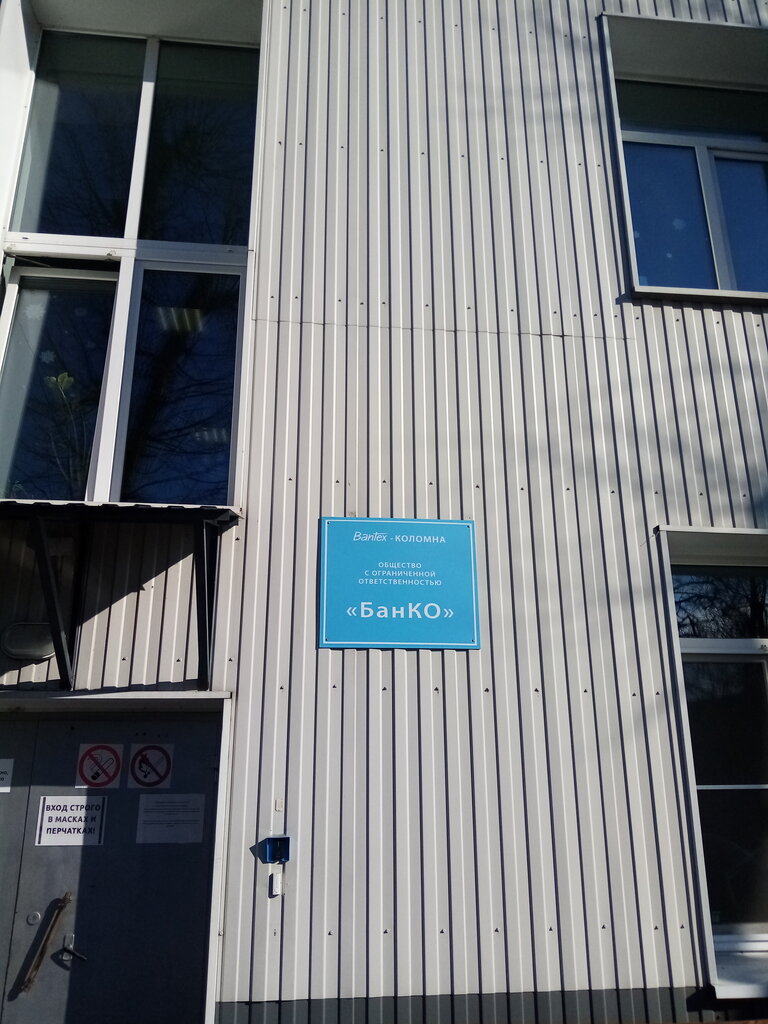 Bantex - КОЛОМНА
ОБЩЕСТВО
С ОГРАНИЧЕННОЙ
ОТВЕТСТВЕННОСТЬЮ
«БанКО»
ВХОД СТРОГО
В МАСКАХ И
ПЕРЧАТКАХ!